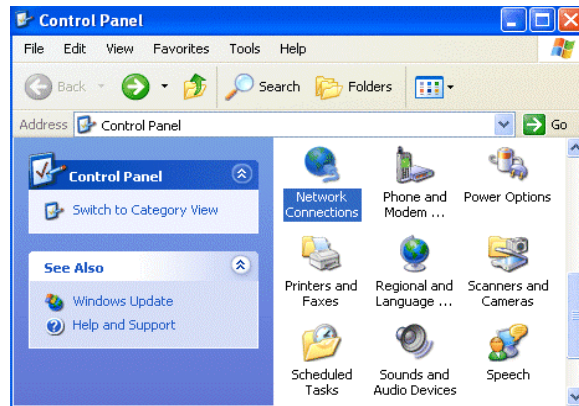 Control Panel
File Edit View Favorites Tools Help
Back Search Folders
Address Control Panel Go
Control Panel
Switch to Category View
See Also
Windows Update
Help and Support
Network Connections
Phone and Modem ...
Power Options
Printers and Faxes
Regional and Language ...
Scanners and Cameras
Scheduled Tasks
Sounds and Audio Devices
Speech